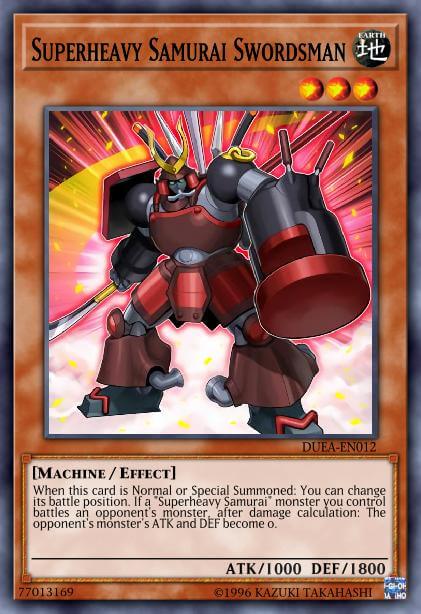 Superheavy Samurai Swordsman
EARTH
地
DUEA-EN012
[Machine / Effect]
When this card is Normal or Special Summoned: You can change
its battle position. If a "Superheavy Samurai" monster you control
battles an opponent's monster, after damage calculation: The
opponent's monster's ATK and DEF become 0.
ATK/1000 DEF/1800
77013169
©1996 KAZUKI TAKAHASHI